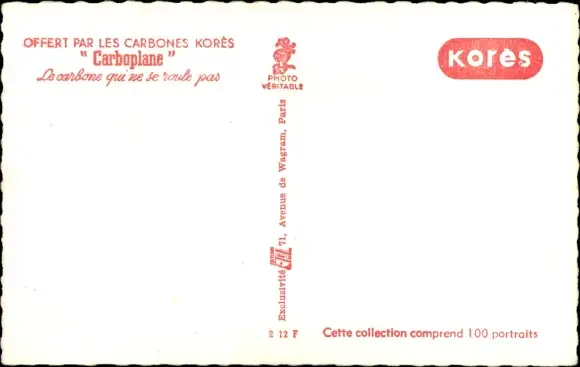 OFFERT PAR LES CARBONES KORÈS
"Carboplane"
Le carbone qui ne se roule pas
PHOTO
VÉRITABLE
Korès
Exclusivité 71, Avenue de Wagram, Paris
2 12 F
Cette collection comprend 100 portraits